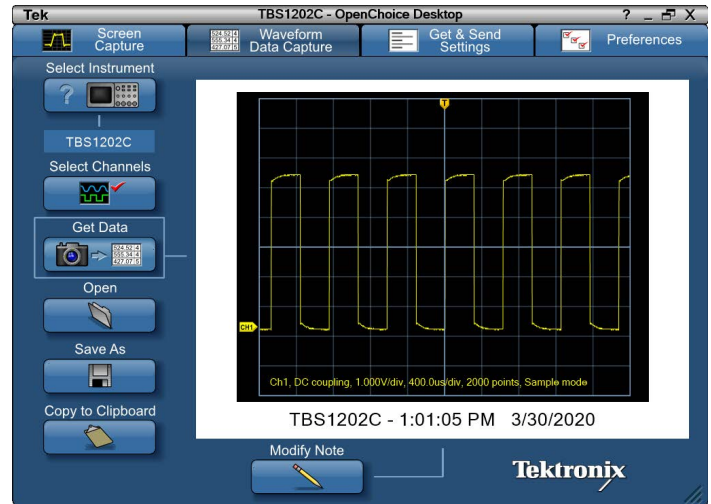 Tek
TBS1202C - OpenChoice Desktop
? _ X
Screen
Capture
Waveform
Data Capture
Get & Send
Settings
Preferences
Select Instrument
?
TBS1202C
Select Channels
Get Data
Open
Save As
Copy to Clipboard
T
CH1
Ch1, DC coupling, 1.000V/div, 400.0us/div, 2000 points, Sample mode
TBS1202C - 1:01:05 PM 3/30/2020
Modify Note
Tektronix